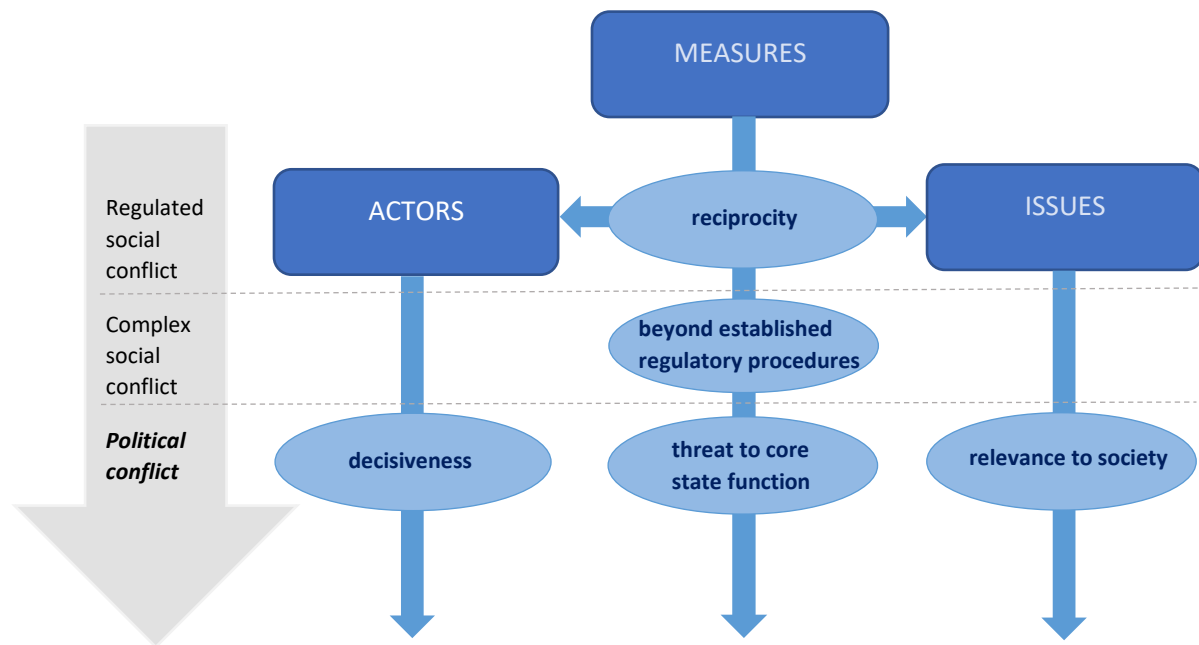 MEASURES
ACTORS
reciprocity
ISSUES
Regulated
social
conflict
Complex
social
conflict
beyond established
regulatory procedures
Political
conflict
decisiveness
threat to core
state function
relevance to society